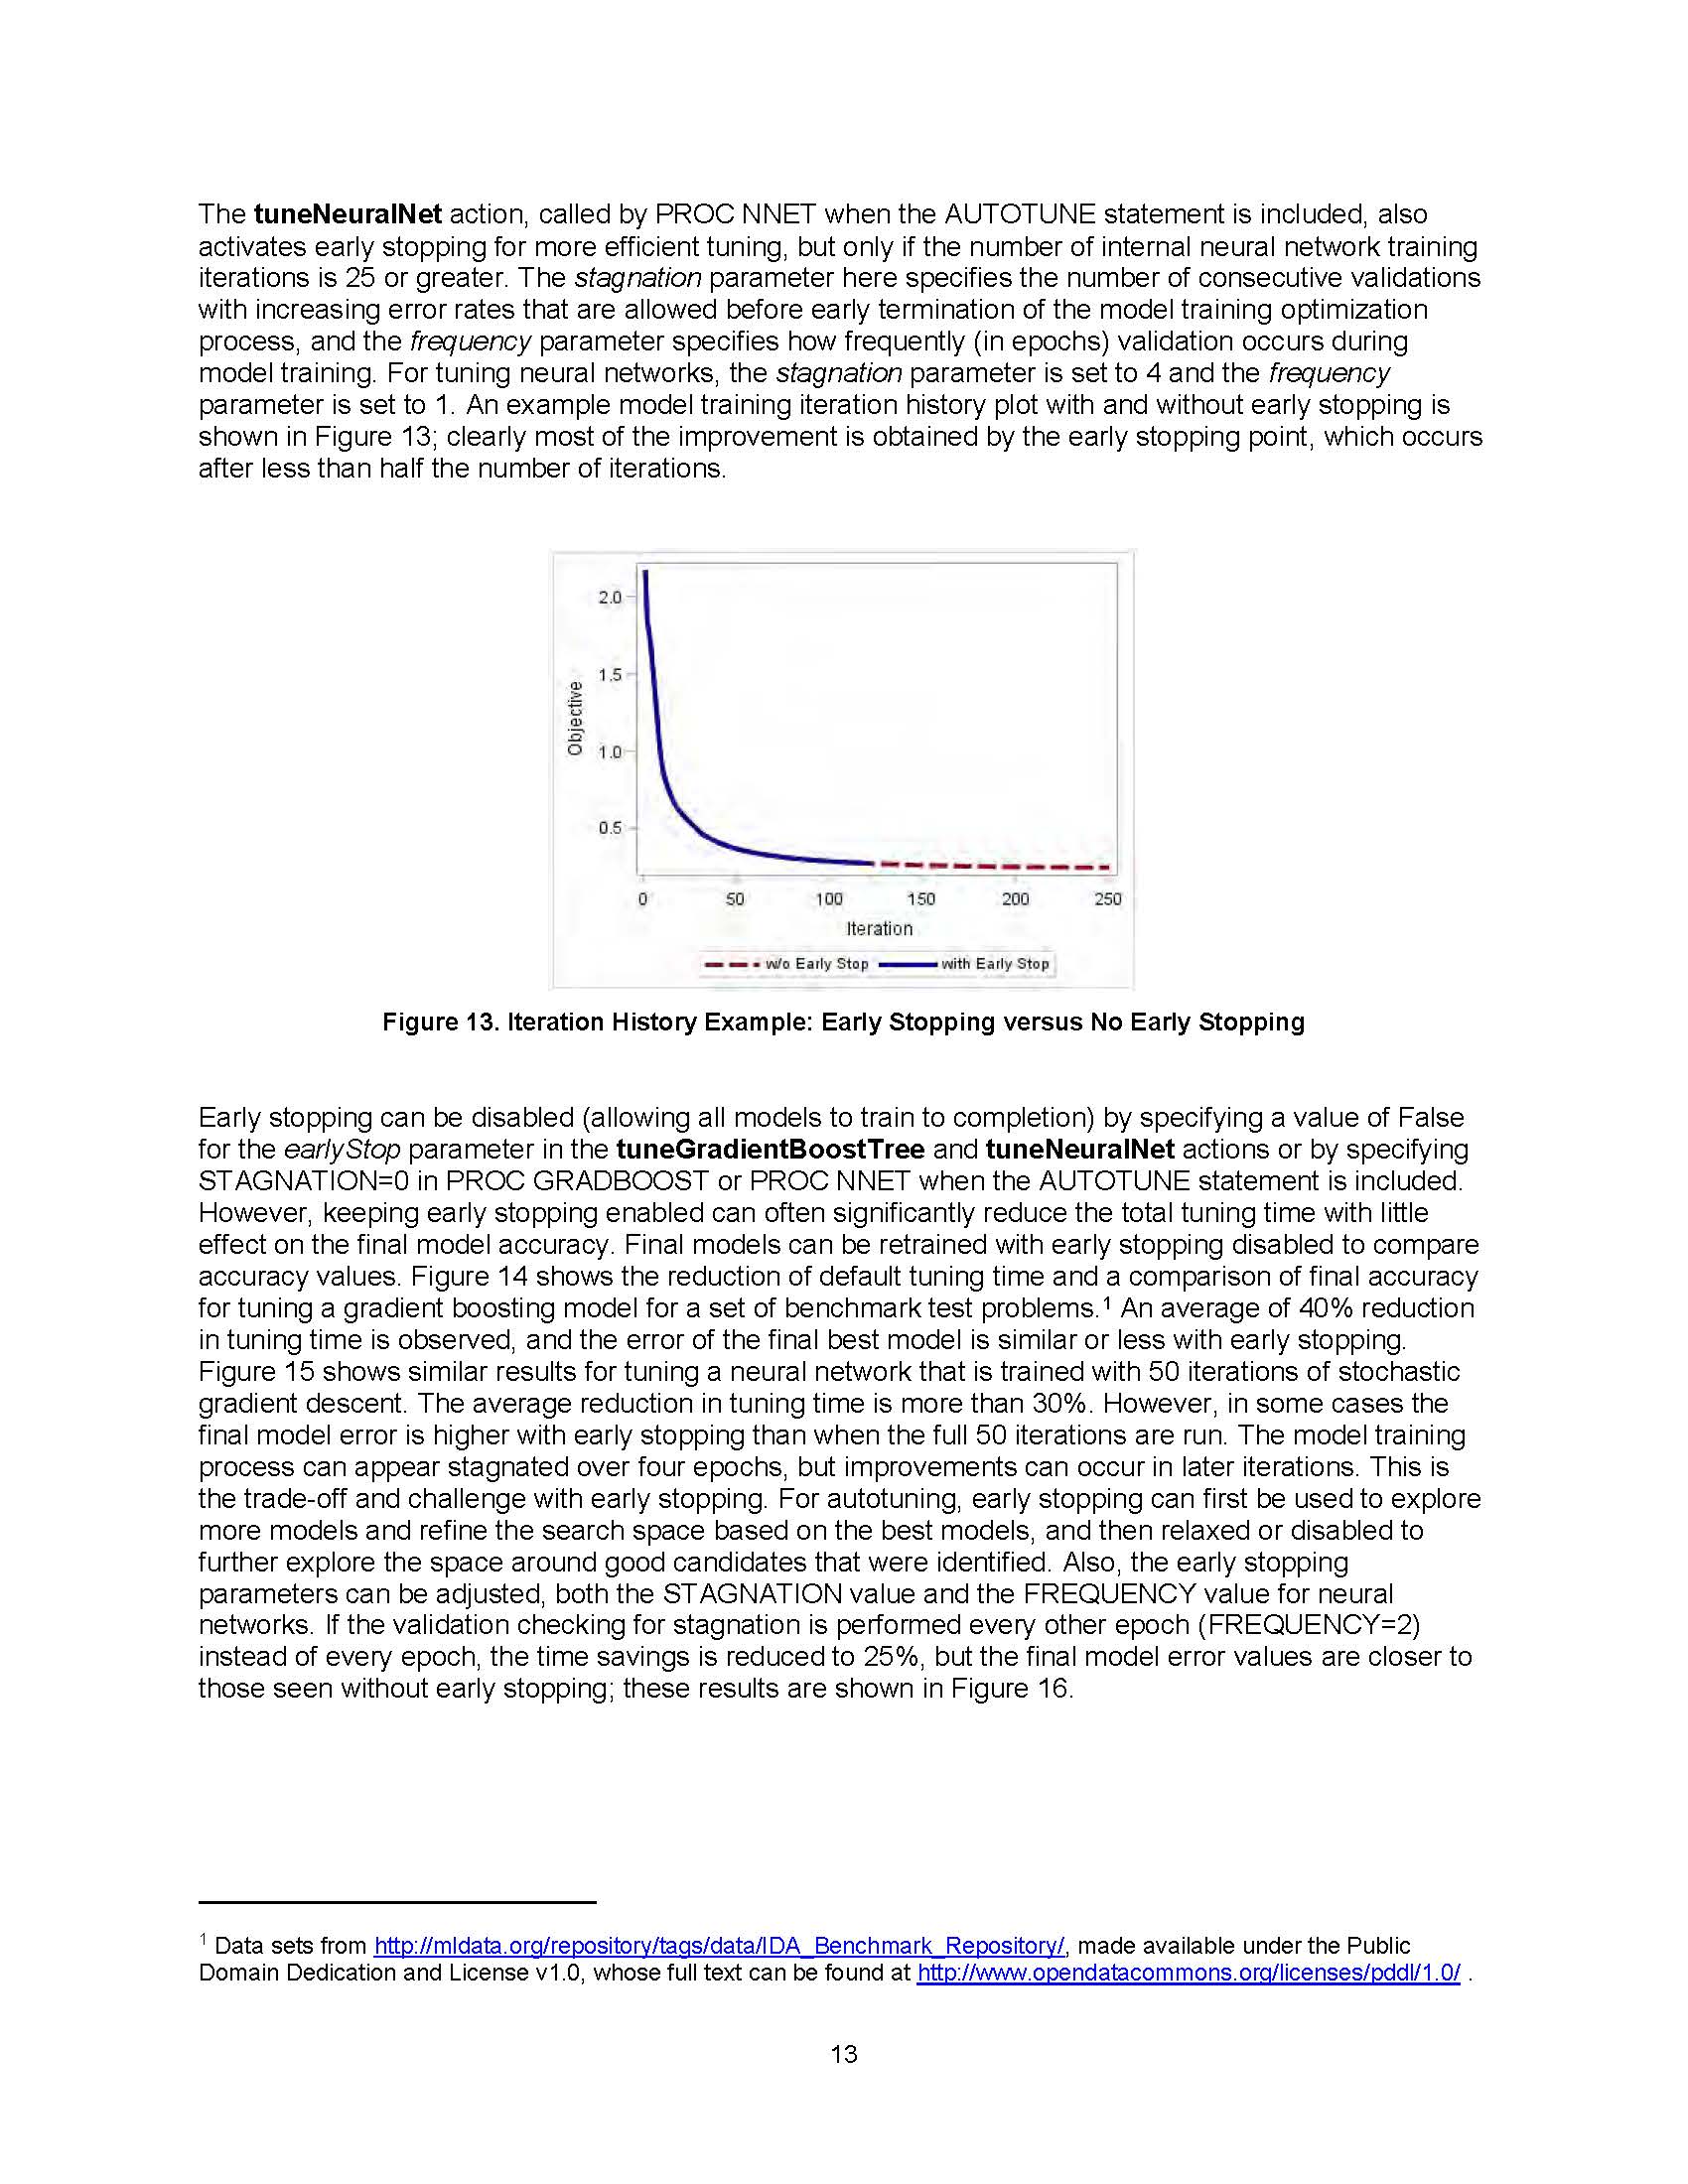 The tuneNeuralNet action, called by PROC NNET when the AUTOTUNE statement is included, also
activates early stopping for more efficient tuning, but only if the number of internal neural network training
iterations is 25 or greater. The stagnation parameter here specifies the number of consecutive validations
with increasing error rates that are allowed before early termination of the model training optimization
process, and the frequency parameter specifies how frequently (in epochs) validation occurs during
model training. For tuning neural networks, the stagnation parameter is set to 4 and the frequency
parameter is set to 1. An example model training iteration history plot with and without early stopping is
shown in Figure 13; clearly most of the improvement is obtained by the early stopping point, which occurs
after less than half the number of iterations.
2.0
1.5
1.0
0.5
Objective
0 50 100 150 200 250
Iteration
w/o Early Stop with Early Stop
Figure 13. Iteration History Example: Early Stopping versus No Early Stopping
Early stopping can be disabled (allowing all models to train to completion) by specifying a value of False
for the earlyStop parameter in the tuneGradientBoostTree and tuneNeuralNet actions or by specifying
STAGNATION=0 in PROC GRADBOOST or PROC NNET when the AUTOTUNE statement is included.
However, keeping early stopping enabled can often significantly reduce the total tuning time with little
effect on the final model accuracy. Final models can be retrained with early stopping disabled to compare
accuracy values. Figure 14 shows the reduction of default tuning time and a comparison of final accuracy
for tuning a gradient boosting model for a set of benchmark test problems.¹ An average of 40% reduction
in tuning time is observed, and the error of the final best model is similar or less with early stopping.
Figure 15 shows similar results for tuning a neural network that is trained with 50 iterations of stochastic
gradient descent. The average reduction in tuning time is more than 30%. However, in some cases the
final model error is higher with early stopping than when the full 50 iterations are run. The model training
process can appear stagnated over four epochs, but improvements can occur in later iterations. This is
the trade-off and challenge with early stopping. For autotuning, early stopping can first be used to explore
more models and refine the search space based on the best models, and then relaxed or disabled to
further explore the space around good candidates that were identified. Also, the early stopping
parameters can be adjusted, both the STAGNATION value and the FREQUENCY value for neural
networks. If the validation checking for stagnation is performed every other epoch (FREQUENCY=2)
instead of every epoch, the time savings is reduced to 25%, but the final model error values are closer to
those seen without early stopping; these results are shown in Figure 16.
¹ Data sets from http://mldata.org/repository/tags/data/IDA_Benchmark_Repository/, made available under the Public
Domain Dedication and License v1.0, whose full text can be found at http://www.opendatacommons.org/licenses/pddl/1.0/ .
13